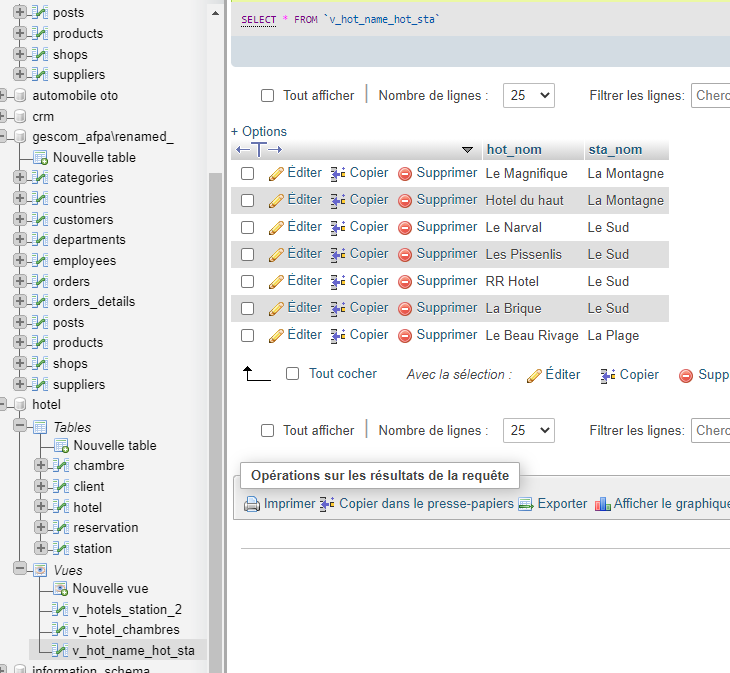 posts
products
shops
suppliers
automobile oto
crm
gescom_afpa\renamed_
Nouvelle table
categories
countries
customers
departments
employees
orders
orders_details
posts
products
shops
suppliers
hotel
Tables
Nouvelle table
chambre
client
hotel
reservation
station
Vues
Nouvelle vue
v_hotels_station_2
v_hotel_chambres
v_hot_name_hot_sta
information_schema
SELECT * FROM `v_hot_name_hot_sta`
Tout afficher Nombre de lignes : 25 Filtrer les lignes: Cherc
+ Options
hot_nom sta_nom
Éditer Copier Supprimer Le Magnifique La Montagne
Éditer Copier Supprimer Hotel du haut La Montagne
Éditer Copier Supprimer Le Narval Le Sud
Éditer Copier Supprimer Les Pissenlis Le Sud
Éditer Copier Supprimer RR Hotel Le Sud
Éditer Copier Supprimer La Brique Le Sud
Éditer Copier Supprimer Le Beau Rivage La Plage
Tout cocher Avec la sélection : Éditer Copier Supp
Tout afficher Nombre de lignes : 25 Filtrer les lignes: Cherc
Opérations sur les résultats de la requête
Imprimer Copier dans le presse-papiers Exporter Afficher le graphique